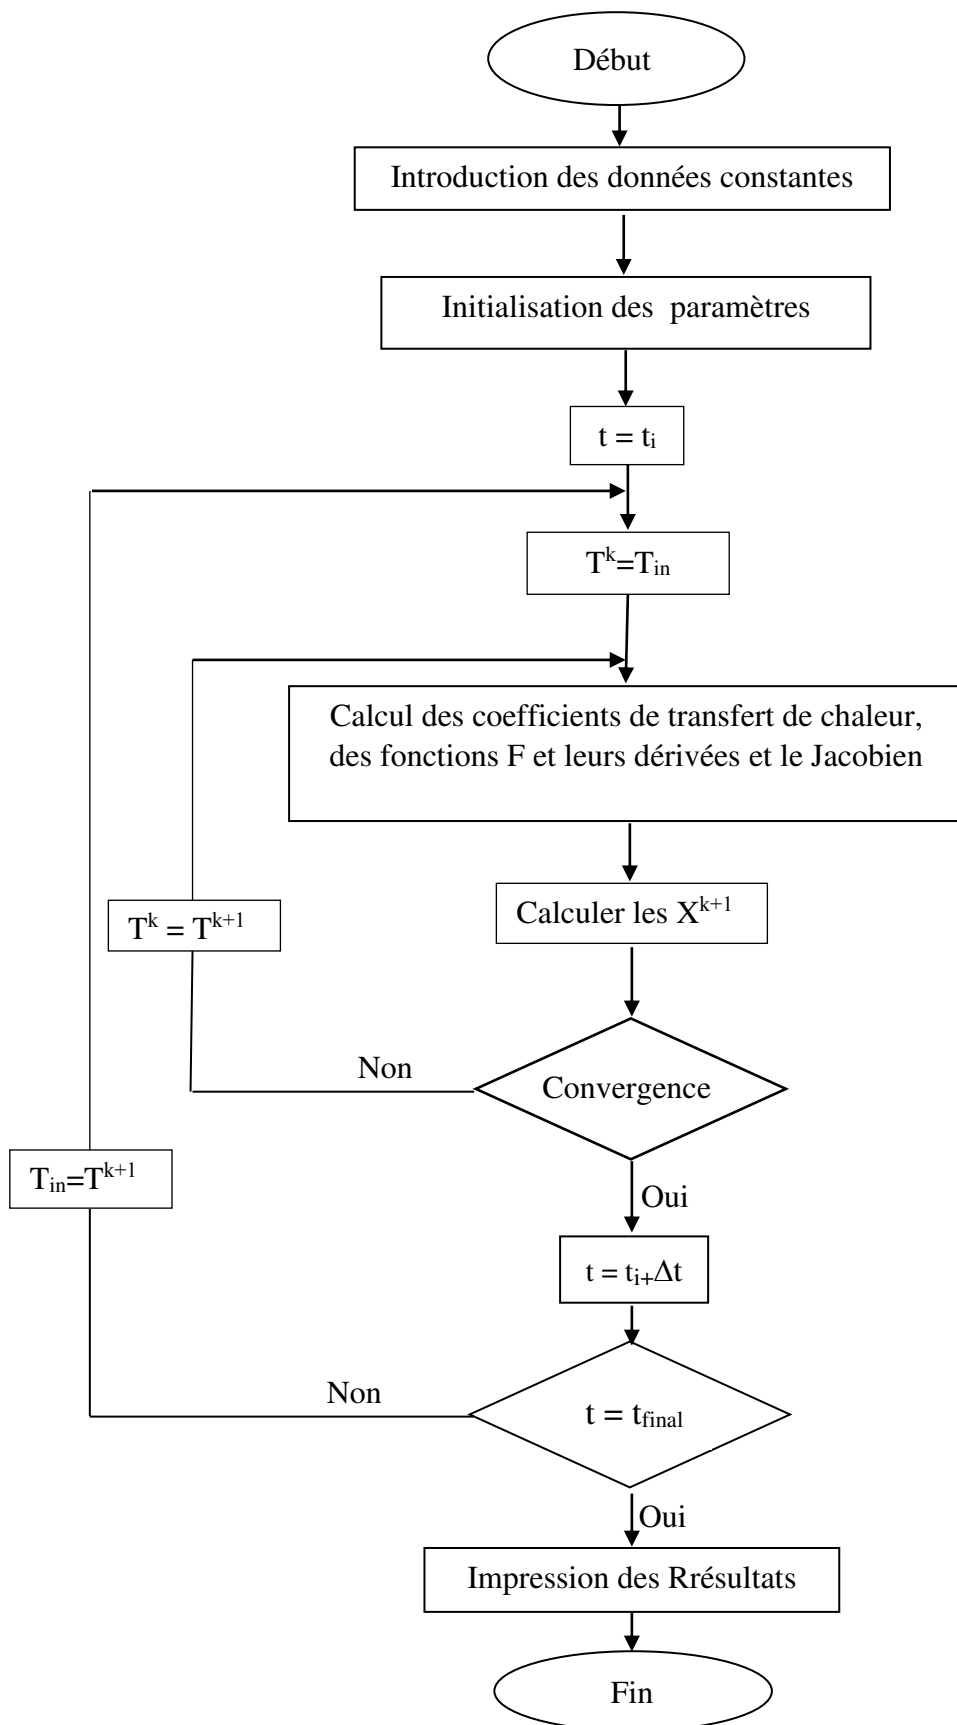 Début
Introduction des données constantes
Initialisation des paramètres
t = tᵢ
Tᵏ=Tᵢₙ
Calcul des coefficients de transfert de chaleur,
des fonctions F et leurs dérivées et le Jacobien
Calculer les Xᵏ⁺¹
Tᵏ = Tᵏ⁺¹
Convergence
Non
Oui
Tᵢₙ=Tᵏ⁺¹
t = tᵢ₊Δt
t = t_final
Non
Oui
Impression des Rrésultats
Fin